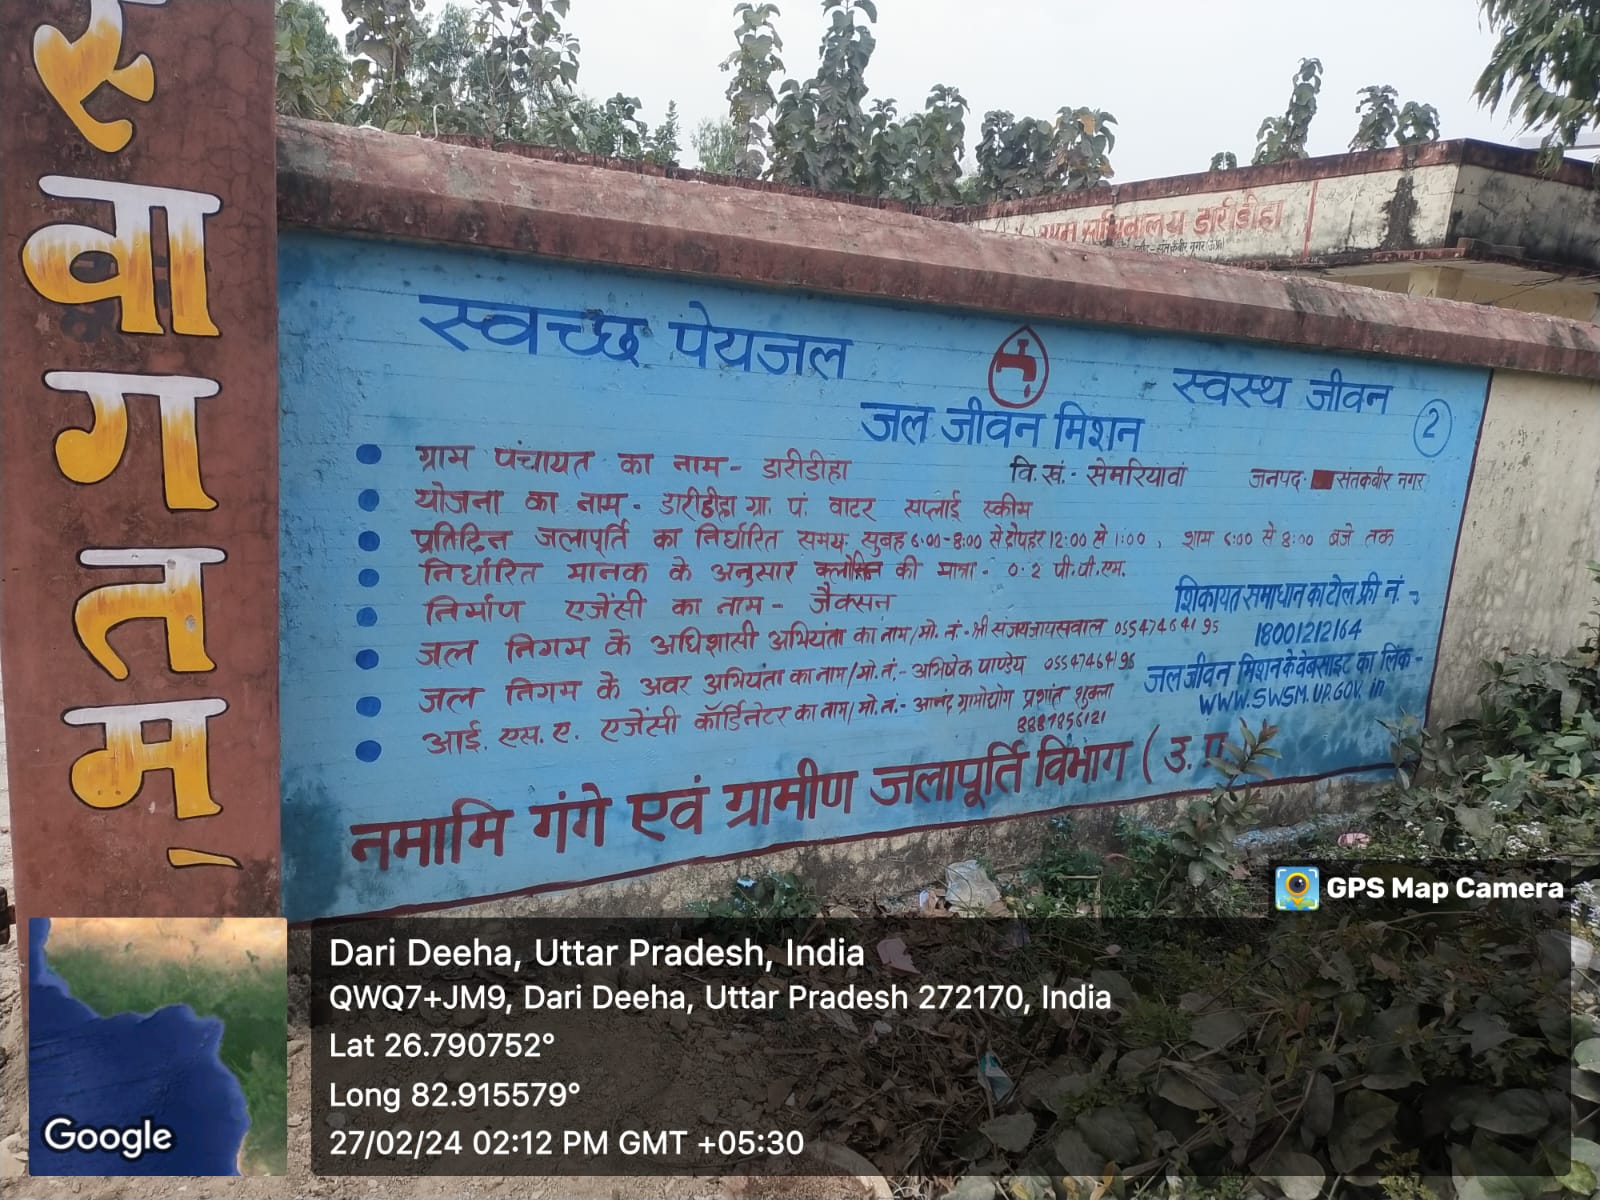 स्वागतम्
ग्राम सचिवालय डारीडीहा
स्वच्छ पेयजल
स्वस्थ जीवन
2
जल जीवन मिशन
ग्राम पंचायत का नाम- डारीडीहा वि.खं.- सेमरियावां जनपद- संतकबीर नगर
योजना का नाम- डारीडीहा ग्रा. पं. वाटर सप्लाई स्कीम
प्रतिदिन जलापूर्ति का निर्धारित समय- सुबह 6:00-8:00 से दोपहर 12:00 से 1:00, शाम 6:00 से 8:00 बजे तक
निर्धारित मानक के अनुसार क्लोरिन की मात्रा- 0.2 पी.पी.एम.
निर्माण एजेंसी का नाम- जैक्सन
जल निगम के अधिशासी अभियंता का नाम/मो.नं.- श्री संजय जायसवाल 05547464195
जल निगम के अवर अभियंता का नाम/मो.नं.- अभिषेक पाण्डेय 05547464195
आई. एस. ए. एजेंसी कॉर्डिनेटर का नाम/मो.नं.- आनंद ग्रामोद्योग प्रशांत शुक्ला
8887856121
शिकायत समाधान का टोल फ्री नं.-
18001212164
जल जीवन मिशन के वेबसाइट का लिंक-
WWW.SWSM.UP.GOV.in
नमामि गंगे एवं ग्रामीण जलापूर्ति विभाग (उ.
GPS Map Camera
Dari Deeha, Uttar Pradesh, India
QWQ7+JM9, Dari Deeha, Uttar Pradesh 272170, India
Lat 26.790752°
Long 82.915579°
27/02/24 02:12 PM GMT +05:30
Google